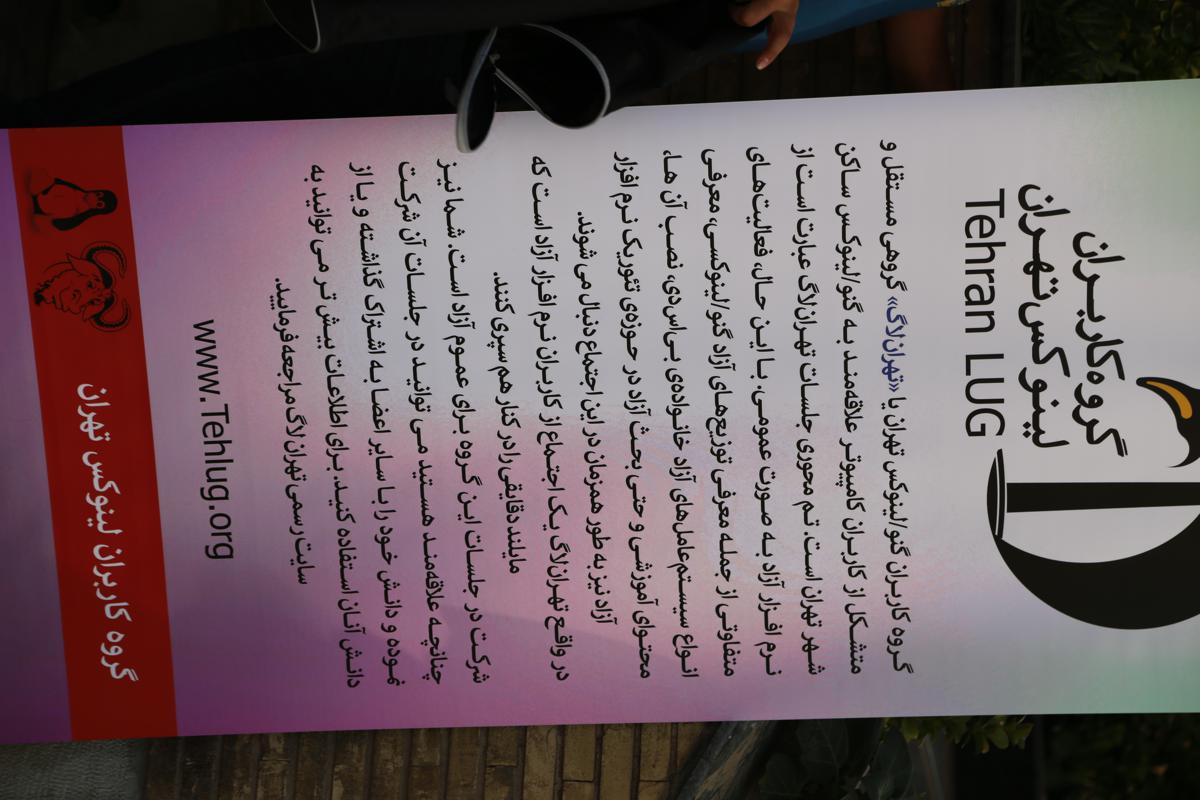 گروه‌کاربران
لینوکس‌تهران
Tehran LUG
گروه کاربران گنو/لینوکس تهران یا «تهران‌لاگ» گروهی مستقل و
متشکل از کاربران کامپیوتر علاقه‌مند به گنو/لینوکس ساکن
شهر تهران است. تم محوری جلسات تهران‌لاگ عبارت است از
نرم افزار آزاد به صورت عمومی. با این حال، فعالیت‌های
متفاوتی از جمله معرفی توزیع‌های آزاد گنو/لینوکسی، معرفی
انواع سیستم‌عامل‌های آزاد خانواده‌ی بی‌اس‌دی، نصب آن ها،
محتوای آموزشی و حتی بحث آزاد در حوزه‌ی تئوریک نرم افزار
آزاد نیز به طور همزمان در این اجتماع دنبال می شوند.
در واقع تهران‌لاگ یک اجتماع از کاربران نرم افزار آزاد است که
مایلند دقایقی را در کنار هم سپری کنند.
شرکت در جلسات این گروه برای عموم آزاد است. شما نیز
چنانچه علاقه‌مند هستید می توانید در جلسات آن شرکت
نموده و دانش خود را با سایر اعضا به اشتراک گذاشته و یا از
دانش آنان استفاده کنید. برای اطلاعات بیش تر می توانید به
سایت رسمی تهران‌لاگ مراجعه فرمایید.
www.Tehlug.org
گروه کاربران لینوکس تهران